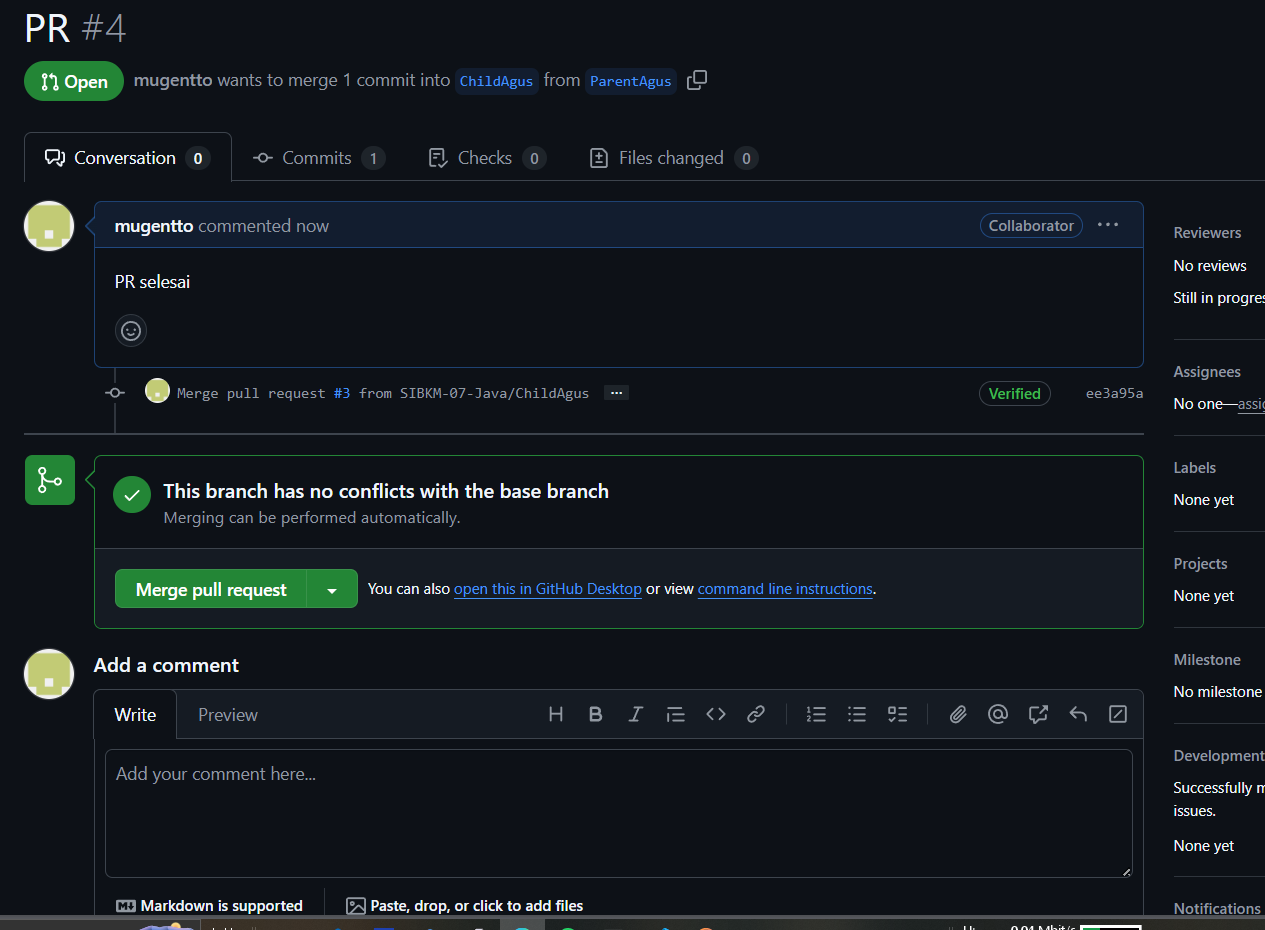 PR #4
Open mugentto wants to merge 1 commit into ChildAgus from ParentAgus
Conversation 0 Commits 1 Checks 0 Files changed 0
mugentto commented now Collaborator
PR selesai
Merge pull request #3 from SIBKM-07-Java/ChildAgus ... Verified ee3a95a
This branch has no conflicts with the base branch
Merging can be performed automatically.
Merge pull request You can also open this in GitHub Desktop or view command line instructions.
Add a comment
Write Preview
Add your comment here...
Markdown is supported Paste, drop, or click to add files
Reviewers
No reviews
Still in progres
Assignees
No one—assig
Labels
None yet
Projects
None yet
Milestone
No milestone
Development
Successfully m
issues.
None yet
Notifications